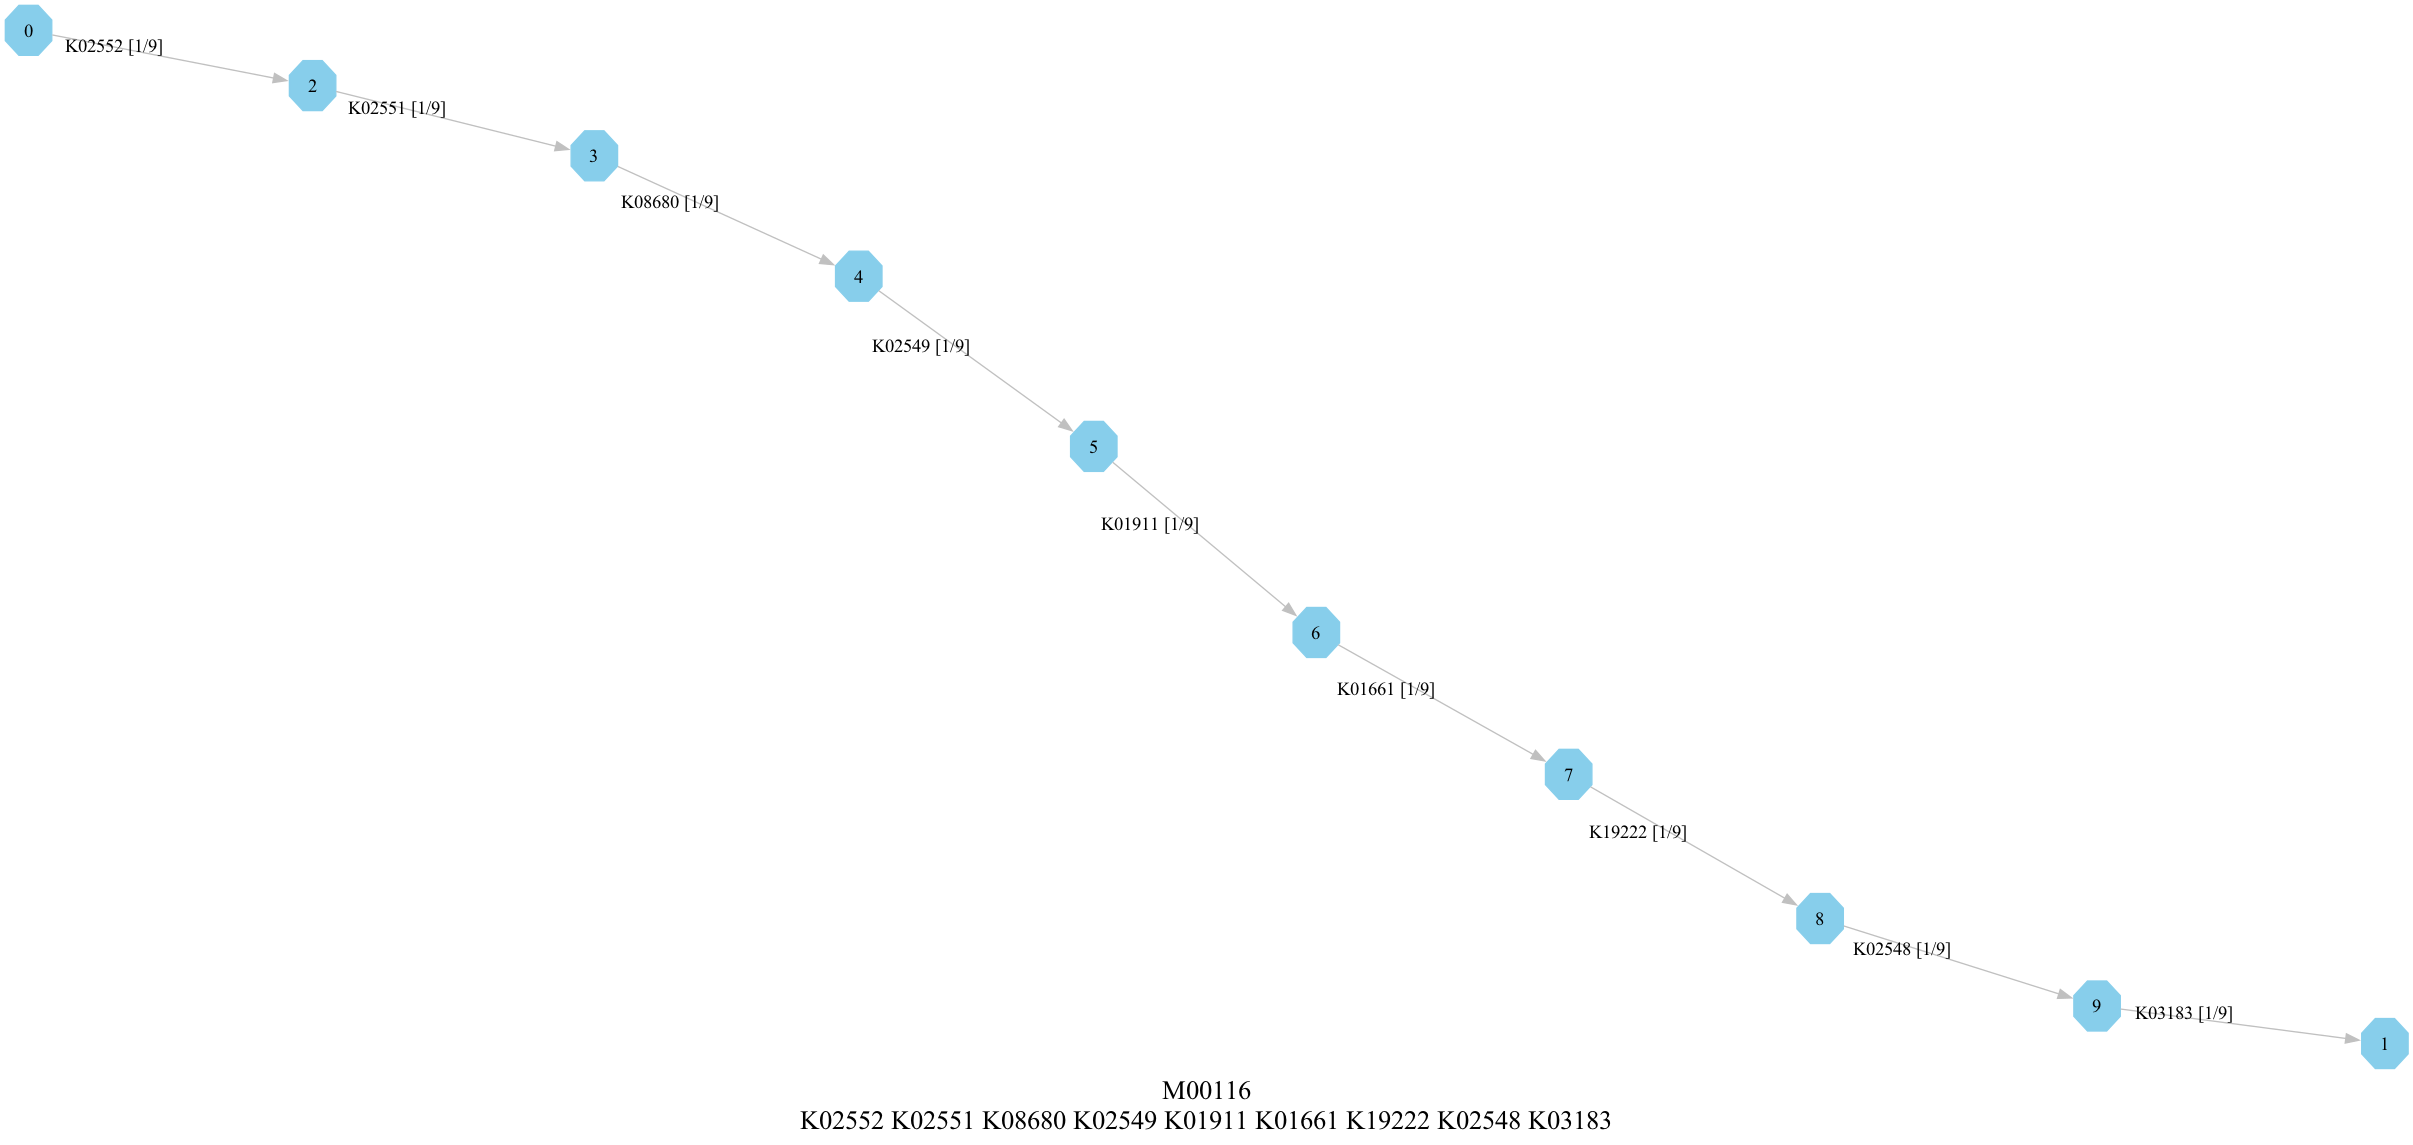 0
K02552 [1/9]
2
K02551 [1/9]
3
K08680 [1/9]
4
K02549 [1/9]
5
K01911 [1/9]
6
K01661 [1/9]
7
K19222 [1/9]
8
K02548 [1/9]
9
K03183 [1/9]
1
M00116
K02552 K02551 K08680 K02549 K01911 K01661 K19222 K02548 K03183